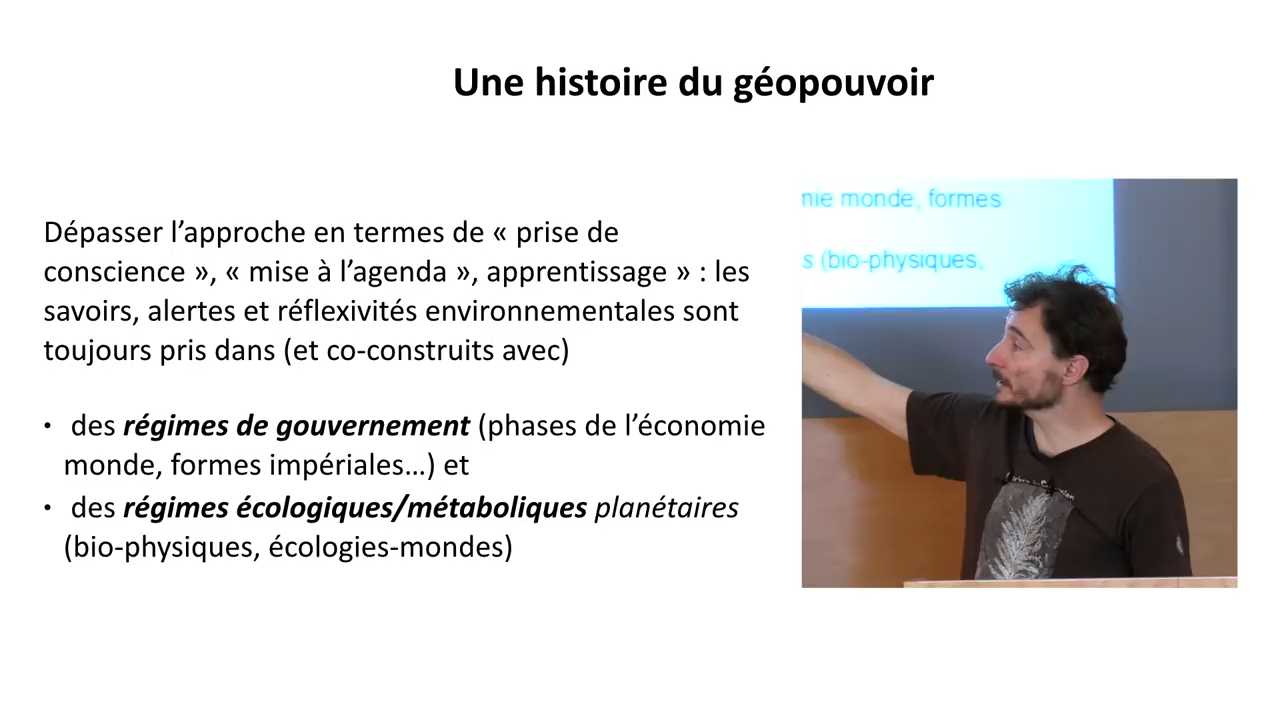 Une histoire du géopouvoir
Dépasser l’approche en termes de « prise de
conscience », « mise à l’agenda », apprentissage » : les
savoirs, alertes et réflexivités environnementales sont
toujours pris dans (et co-construits avec)
• des régimes de gouvernement (phases de l’économie
monde, formes impériales…) et
• des régimes écologiques/métaboliques planétaires
(bio-physiques, écologies-mondes)
mie monde, formes
s (bio-physiques,